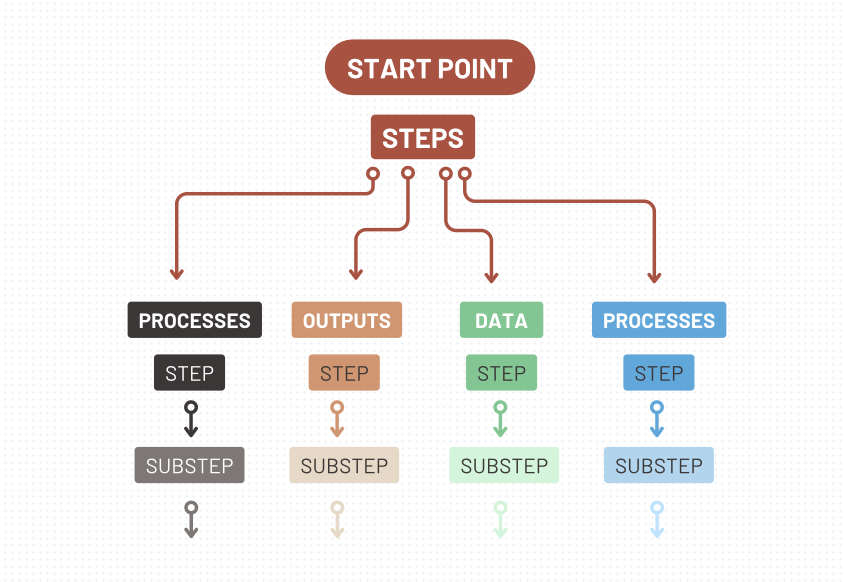 START POINT
STEPS
PROCESSES
OUTPUTS
DATA
PROCESSES
STEP
STEP
STEP
STEP
SUBSTEP
SUBSTEP
SUBSTEP
SUBSTEP